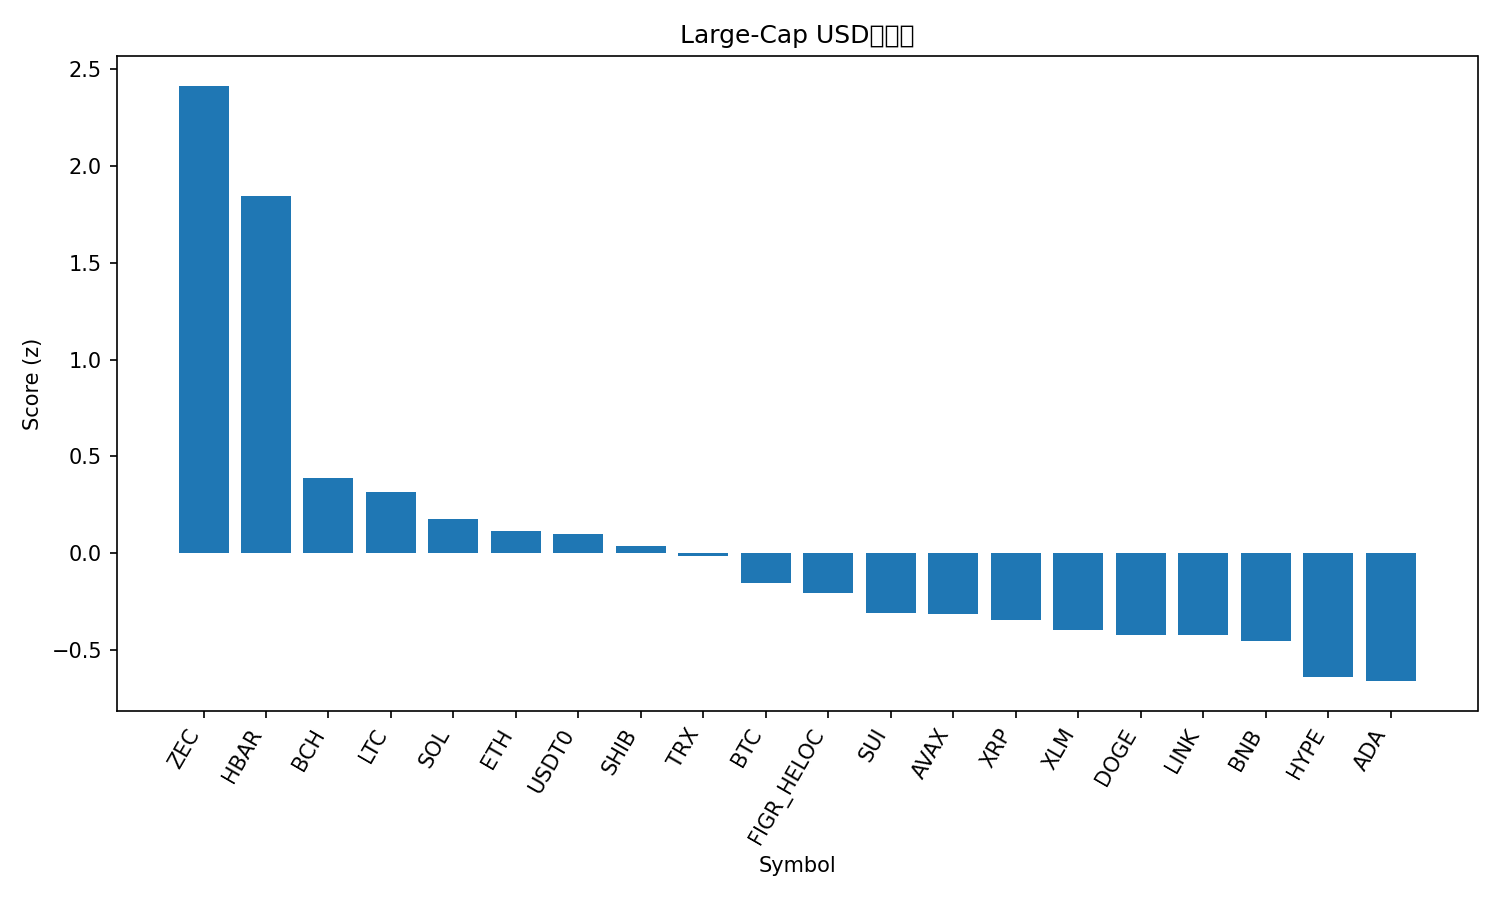 Large-Cap USD
2.5
2.0
1.5
1.0
0.5
0.0
−0.5
Score (z)
ZEC
HBAR
BCH
LTC
SOL
ETH
USDT0
SHIB
TRX
BTC
FIGR_HELOC
SUI
AVAX
XRP
XLM
DOGE
LINK
BNB
HYPE
ADA
Symbol